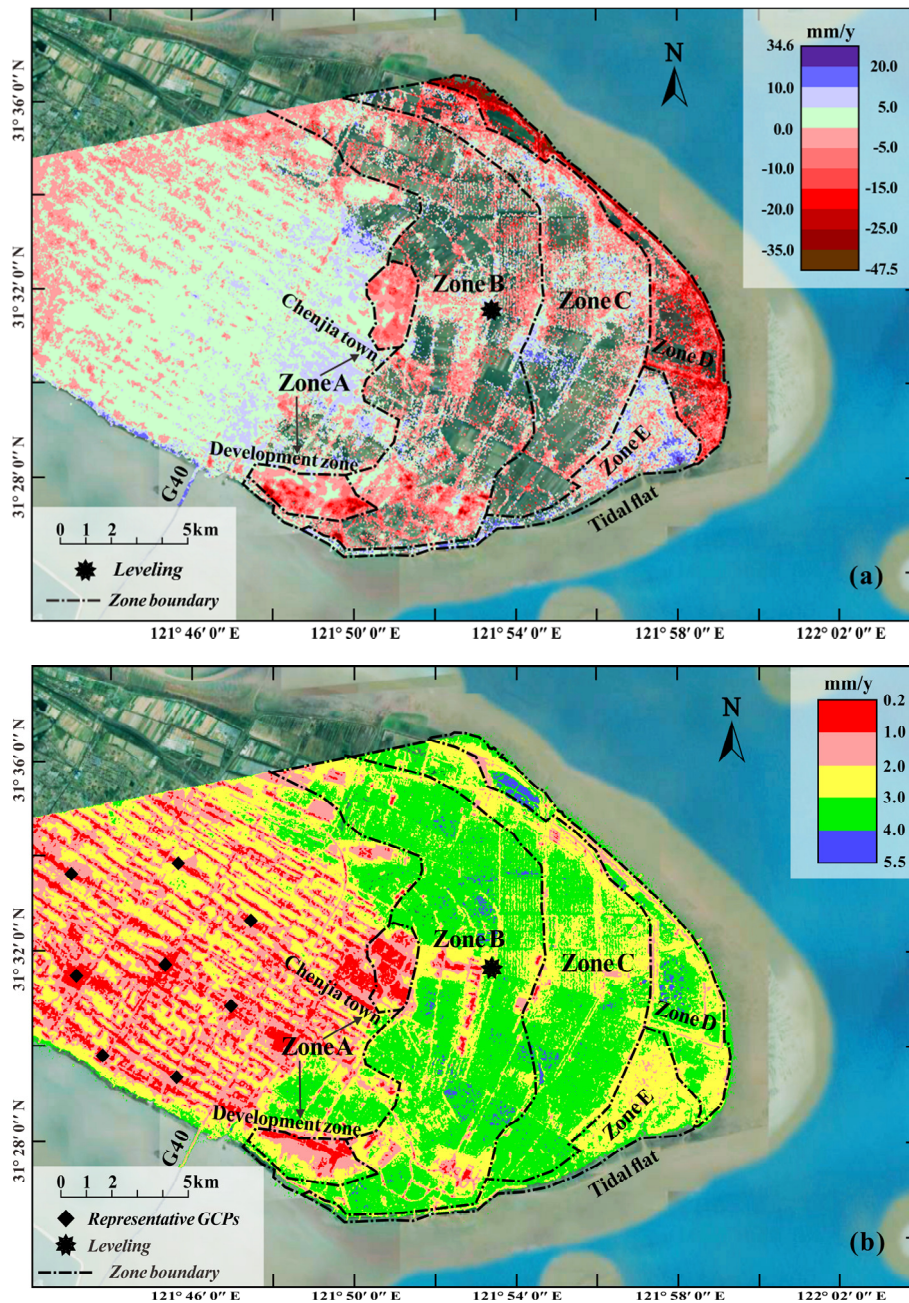 mm/y
34.6
20.0
10.0
5.0
0.0
-5.0
-10.0
-15.0
-20.0
-25.0
-35.0
-47.5
N
31° 36′ 0″ N
31° 32′ 0″ N
31° 28′ 0″ N
Zone B
Zone C
Chenjia town
Zone A
Zone D
Development zone
Zone E
G40
Tidal flat
0 1 2 5km
Leveling
Zone boundary
(a)
121° 46′ 0″ E 121° 50′ 0″ E 121° 54′ 0″ E 121° 58′ 0″ E 122° 02′ 0″ E
mm/y
0.2
1.0
2.0
3.0
4.0
5.5
N
31° 36′ 0″ N
31° 32′ 0″ N
31° 28′ 0″ N
Zone B
Zone C
Chenjia town
Zone A
Zone D
Development zone
Zone E
G40
Tidal flat
0 1 2 5km
Representative GCPs
Leveling
Zone boundary
(b)
121° 46′ 0″ E 121° 50′ 0″ E 121° 54′ 0″ E 121° 58′ 0″ E 122° 02′ 0″ E